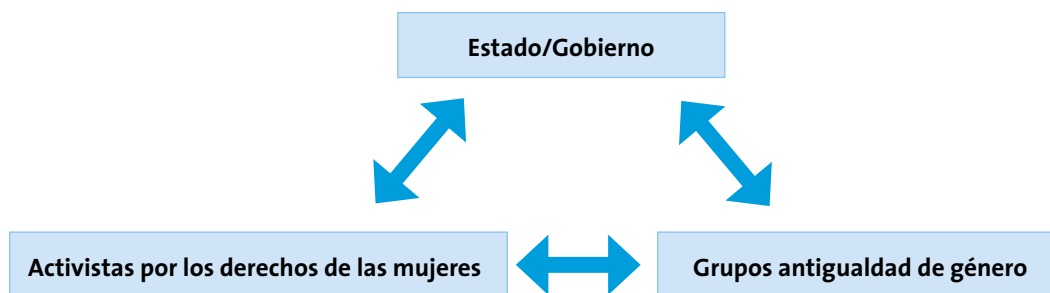 Estado/Gobierno
Activistas por los derechos de las mujeres
Grupos antigualdad de género